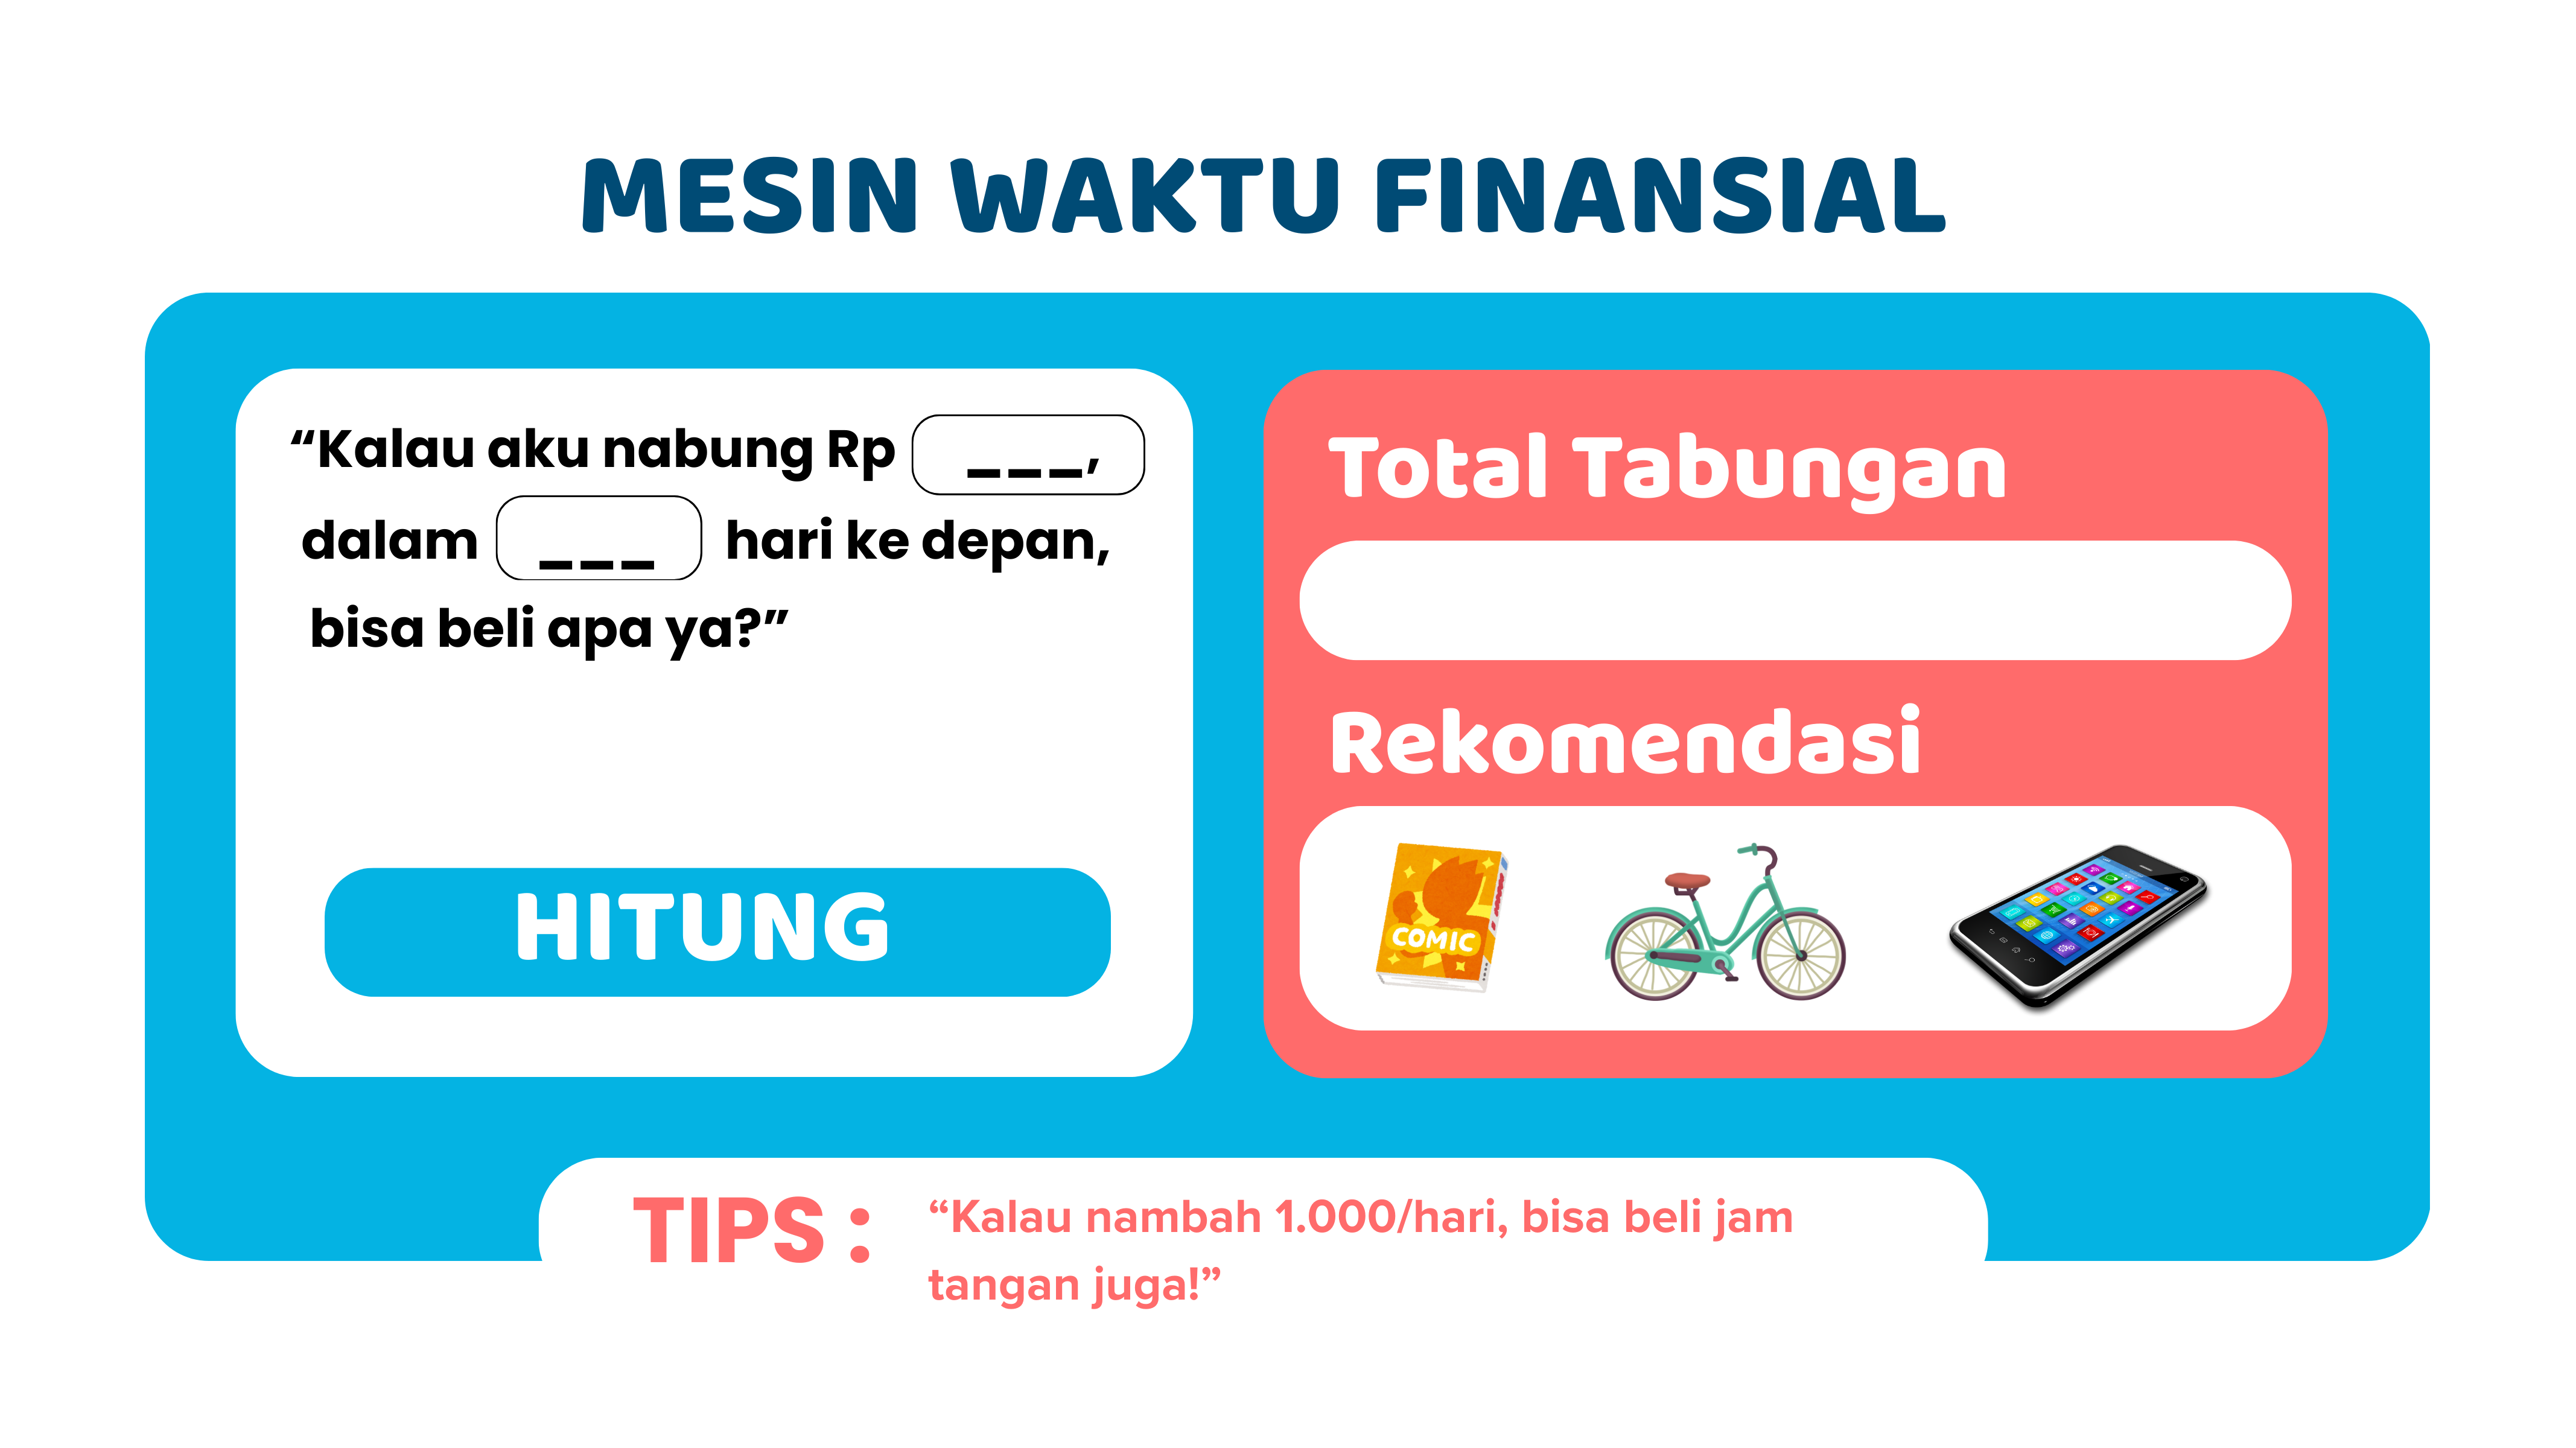 MESIN WAKTU FINANSIAL
“Kalau aku nabung Rp ___,
dalam ___ hari ke depan,
bisa beli apa ya?”
HITUNG
Total Tabungan
Rekomendasi
COMIC
TIPS : “Kalau nambah 1.000/hari, bisa beli jam
tangan juga!”